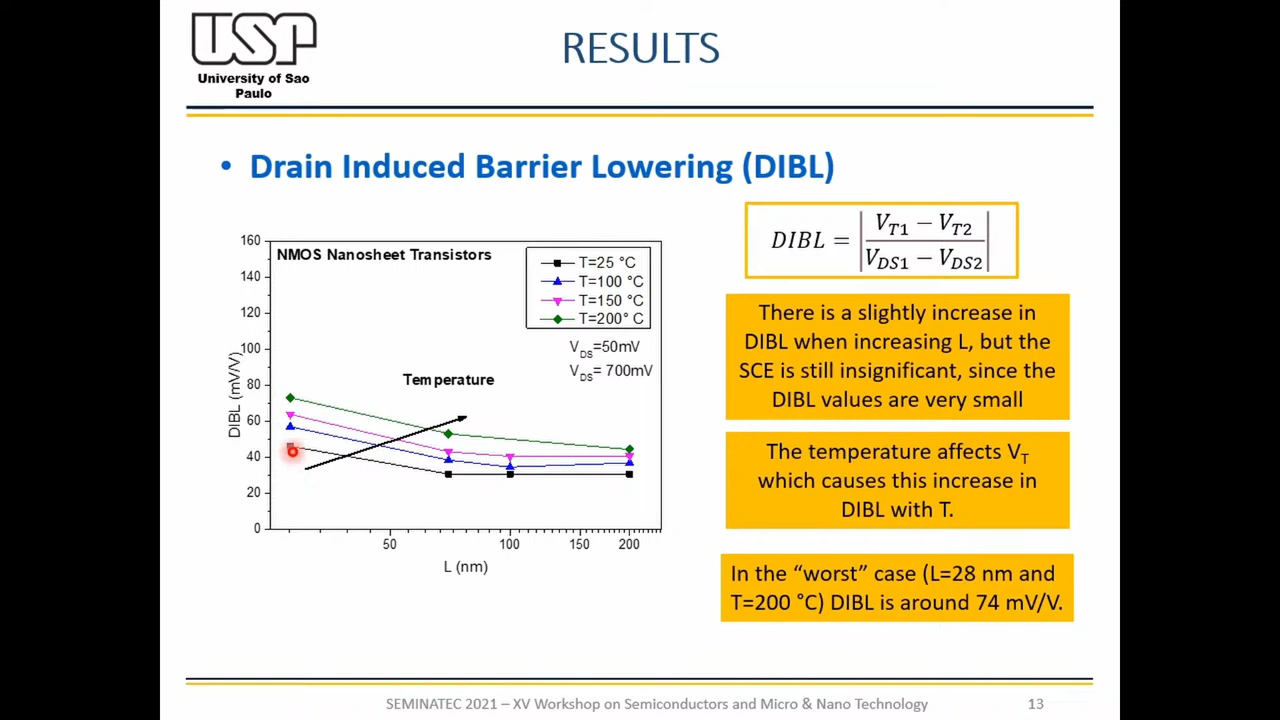 USP
University of Sao
Paulo
RESULTS
• Drain Induced Barrier Lowering (DIBL)
NMOS Nanosheet Transistors
T=25 °C
T=100 °C
T=150 °C
T=200° C
V_DS=50mV
V_DS= 700mV
Temperature
DIBL (mV/V)
160
140
120
100
80
60
40
20
0
50
100
150
200
L (nm)
DIBL = |(V_T1 − V_T2)/(V_DS1 − V_DS2)|
There is a slightly increase in
DIBL when increasing L, but the
SCE is still insignificant, since the
DIBL values are very small
The temperature affects V_T
which causes this increase in
DIBL with T.
In the “worst” case (L=28 nm and
T=200 °C) DIBL is around 74 mV/V.
SEMINATEC 2021 – XV Workshop on Semiconductors and Micro & Nano Technology
13